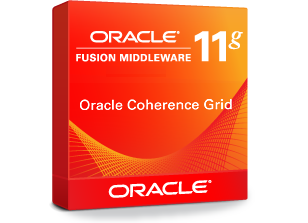 ORACLE®
FUSION MIDDLEWARE 11g
Oracle Coherence Grid
ORACLE®